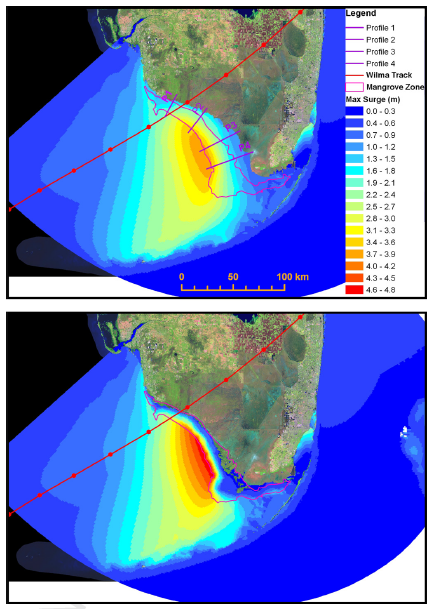 Legend
Profile 1
Profile 2
Profile 3
Profile 4
Wilma Track
Mangrove Zone
Max Surge (m)
0.0 - 0.3
0.4 - 0.6
0.7 - 0.9
1.0 - 1.2
1.3 - 1.5
1.6 - 1.8
1.9 - 2.1
2.2 - 2.4
2.5 - 2.7
2.8 - 3.0
3.1 - 3.3
3.4 - 3.6
3.7 - 3.9
4.0 - 4.2
4.3 - 4.5
4.6 - 4.8
P3
P4
0 50 100 km